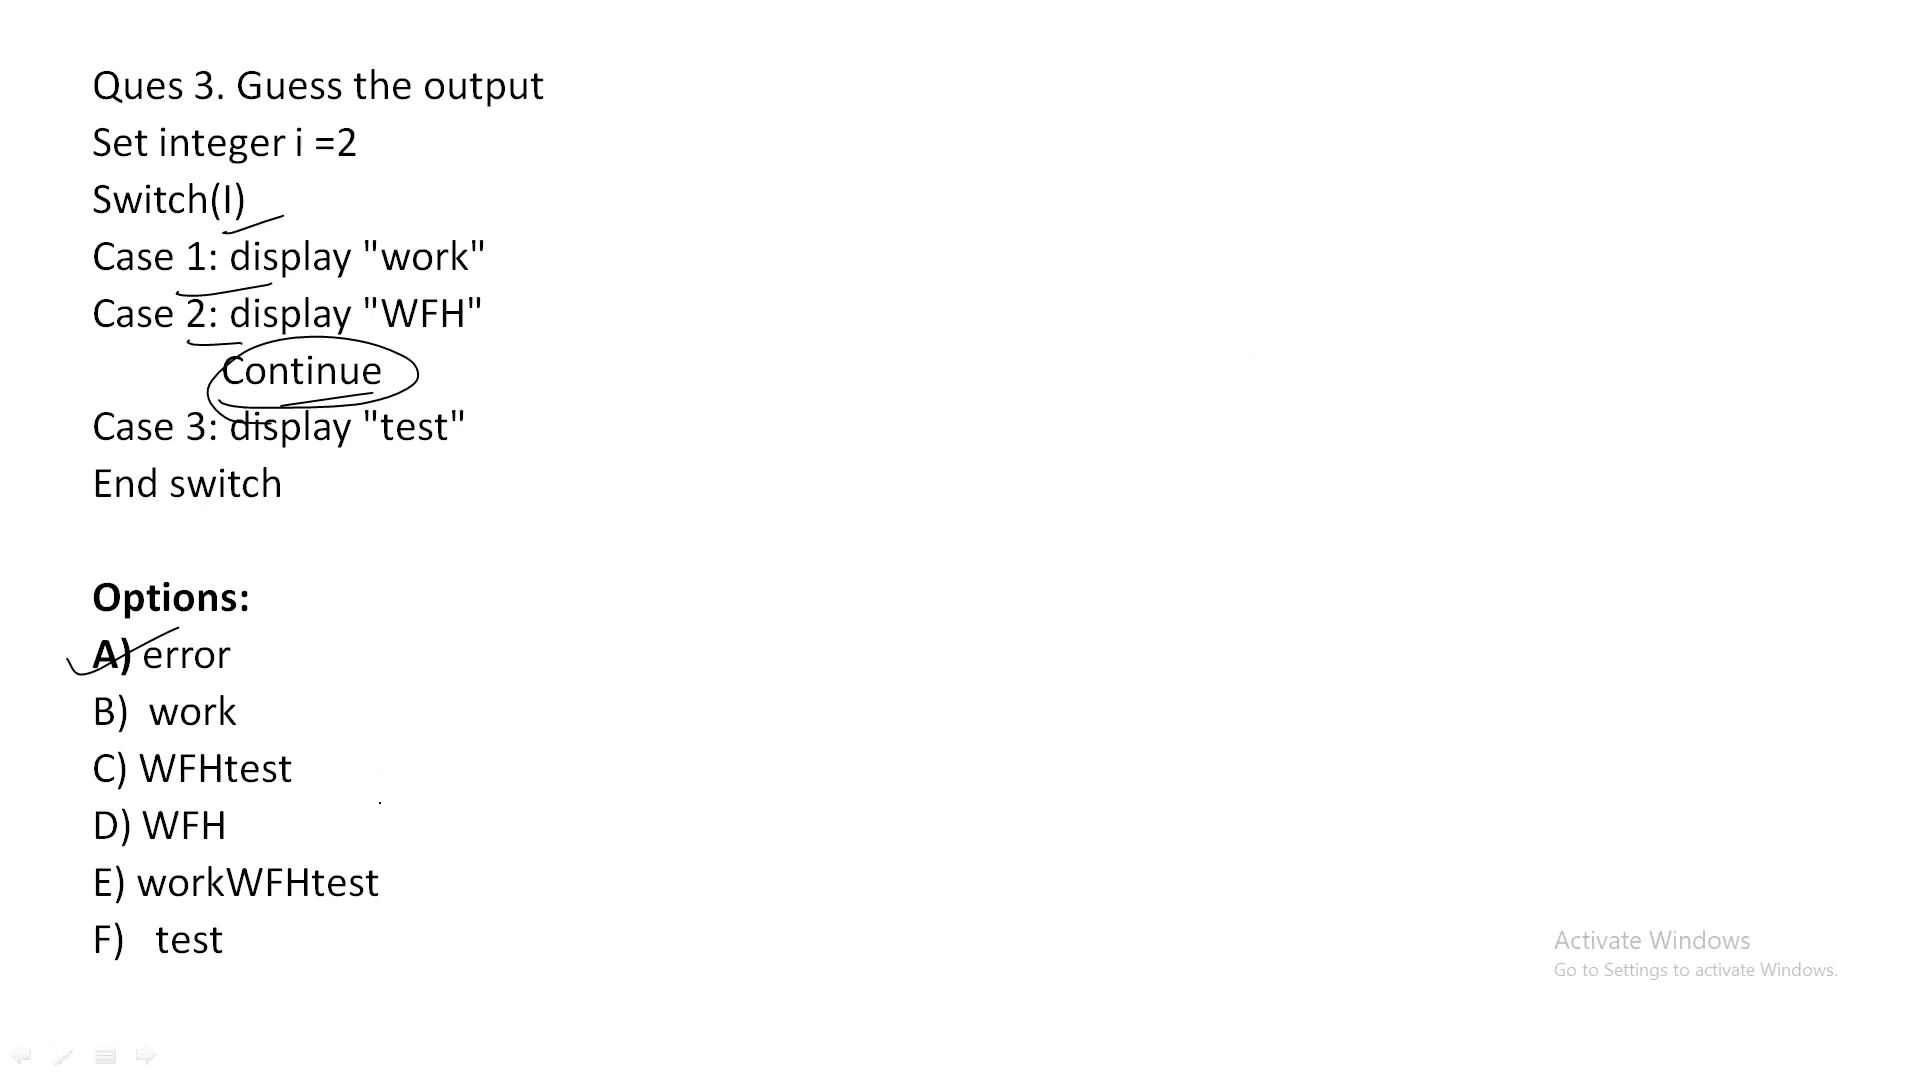 Ques 3. Guess the output
Set integer i =2
Switch(I)
Case 1: display "work"
Case 2: display "WFH"
Continue
Case 3: display "test"
End switch
Options:
A) error
B) work
C) WFHtest
D) WFH
E) workWFHtest
F) test
Activate Windows
Go to Settings to activate Windows.